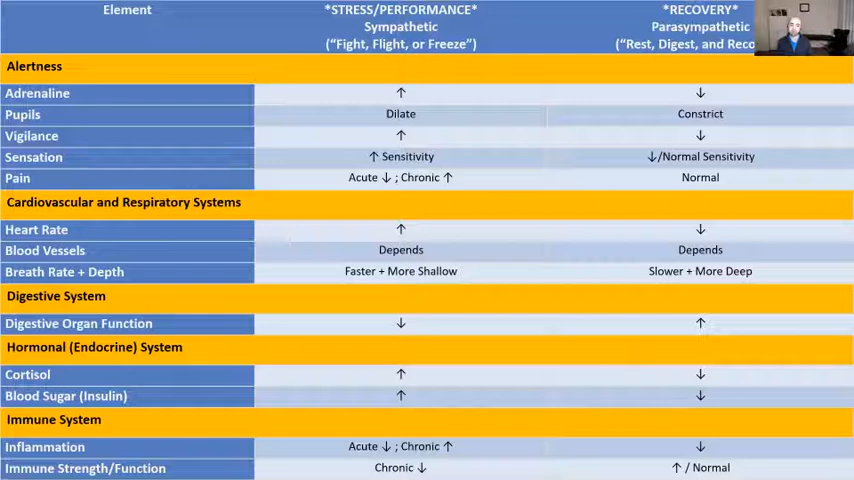 Element *STRESS/PERFORMANCE* *RECOVERY*
Sympathetic Parasympathetic
(“Fight, Flight, or Freeze”) (“Rest, Digest, and
Alertness
Adrenaline ↑ ↓
Pupils Dilate Constrict
Vigilance ↑ ↓
Sensation ↑ Sensitivity ↓/Normal Sensitivity
Pain Acute ↓ ; Chronic ↑ Normal
Cardiovascular and Respiratory Systems
Heart Rate ↑ ↓
Blood Vessels Depends Depends
Breath Rate + Depth Faster + More Shallow Slower + More Deep
Digestive System
Digestive Organ Function ↓ ↑
Hormonal (Endocrine) System
Cortisol ↑ ↓
Blood Sugar (Insulin) ↑ ↓
Immune System
Inflammation Acute ↓ ; Chronic ↑ ↓
Immune Strength/Function Chronic ↓ ↑ / Normal